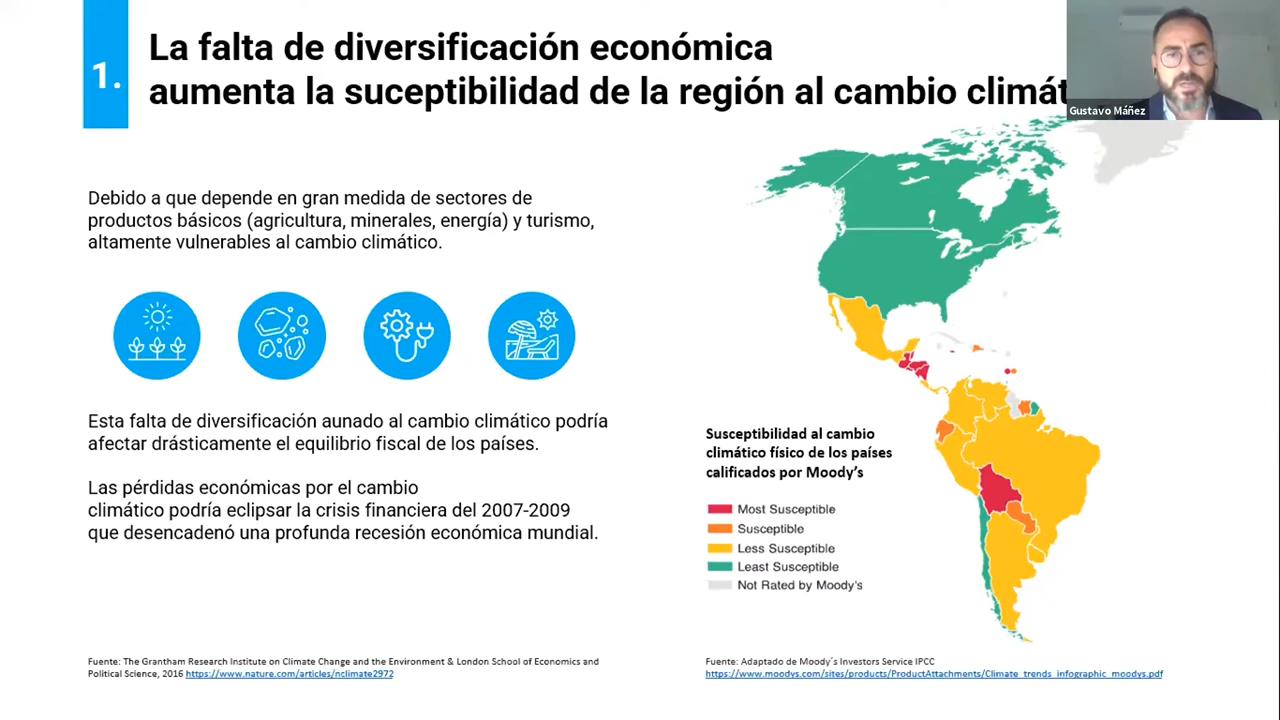 1.
La falta de diversificación económica
aumenta la suceptibilidad de la región al cambio climát
Gustavo Máñez
Debido a que depende en gran medida de sectores de
productos básicos (agricultura, minerales, energía) y turismo,
altamente vulnerables al cambio climático.
Esta falta de diversificación aunado al cambio climático podría
afectar drásticamente el equilibrio fiscal de los países.
Las pérdidas económicas por el cambio
climático podría eclipsar la crisis financiera del 2007-2009
que desencadenó una profunda recesión económica mundial.
Susceptibilidad al cambio
climático físico de los países
calificados por Moody's
Most Susceptible
Susceptible
Less Susceptible
Least Susceptible
Not Rated by Moody's
Fuente: The Grantham Research Institute on Climate Change and the Environment & London School of Economics and
Political Science, 2016 https://www.nature.com/articles/nclimate2972
Fuente: Adaptado de Moody´s Investors Service IPCC
https://www.moodys.com/sites/products/ProductAttachments/Climate_trends_infographic_moodys.pdf